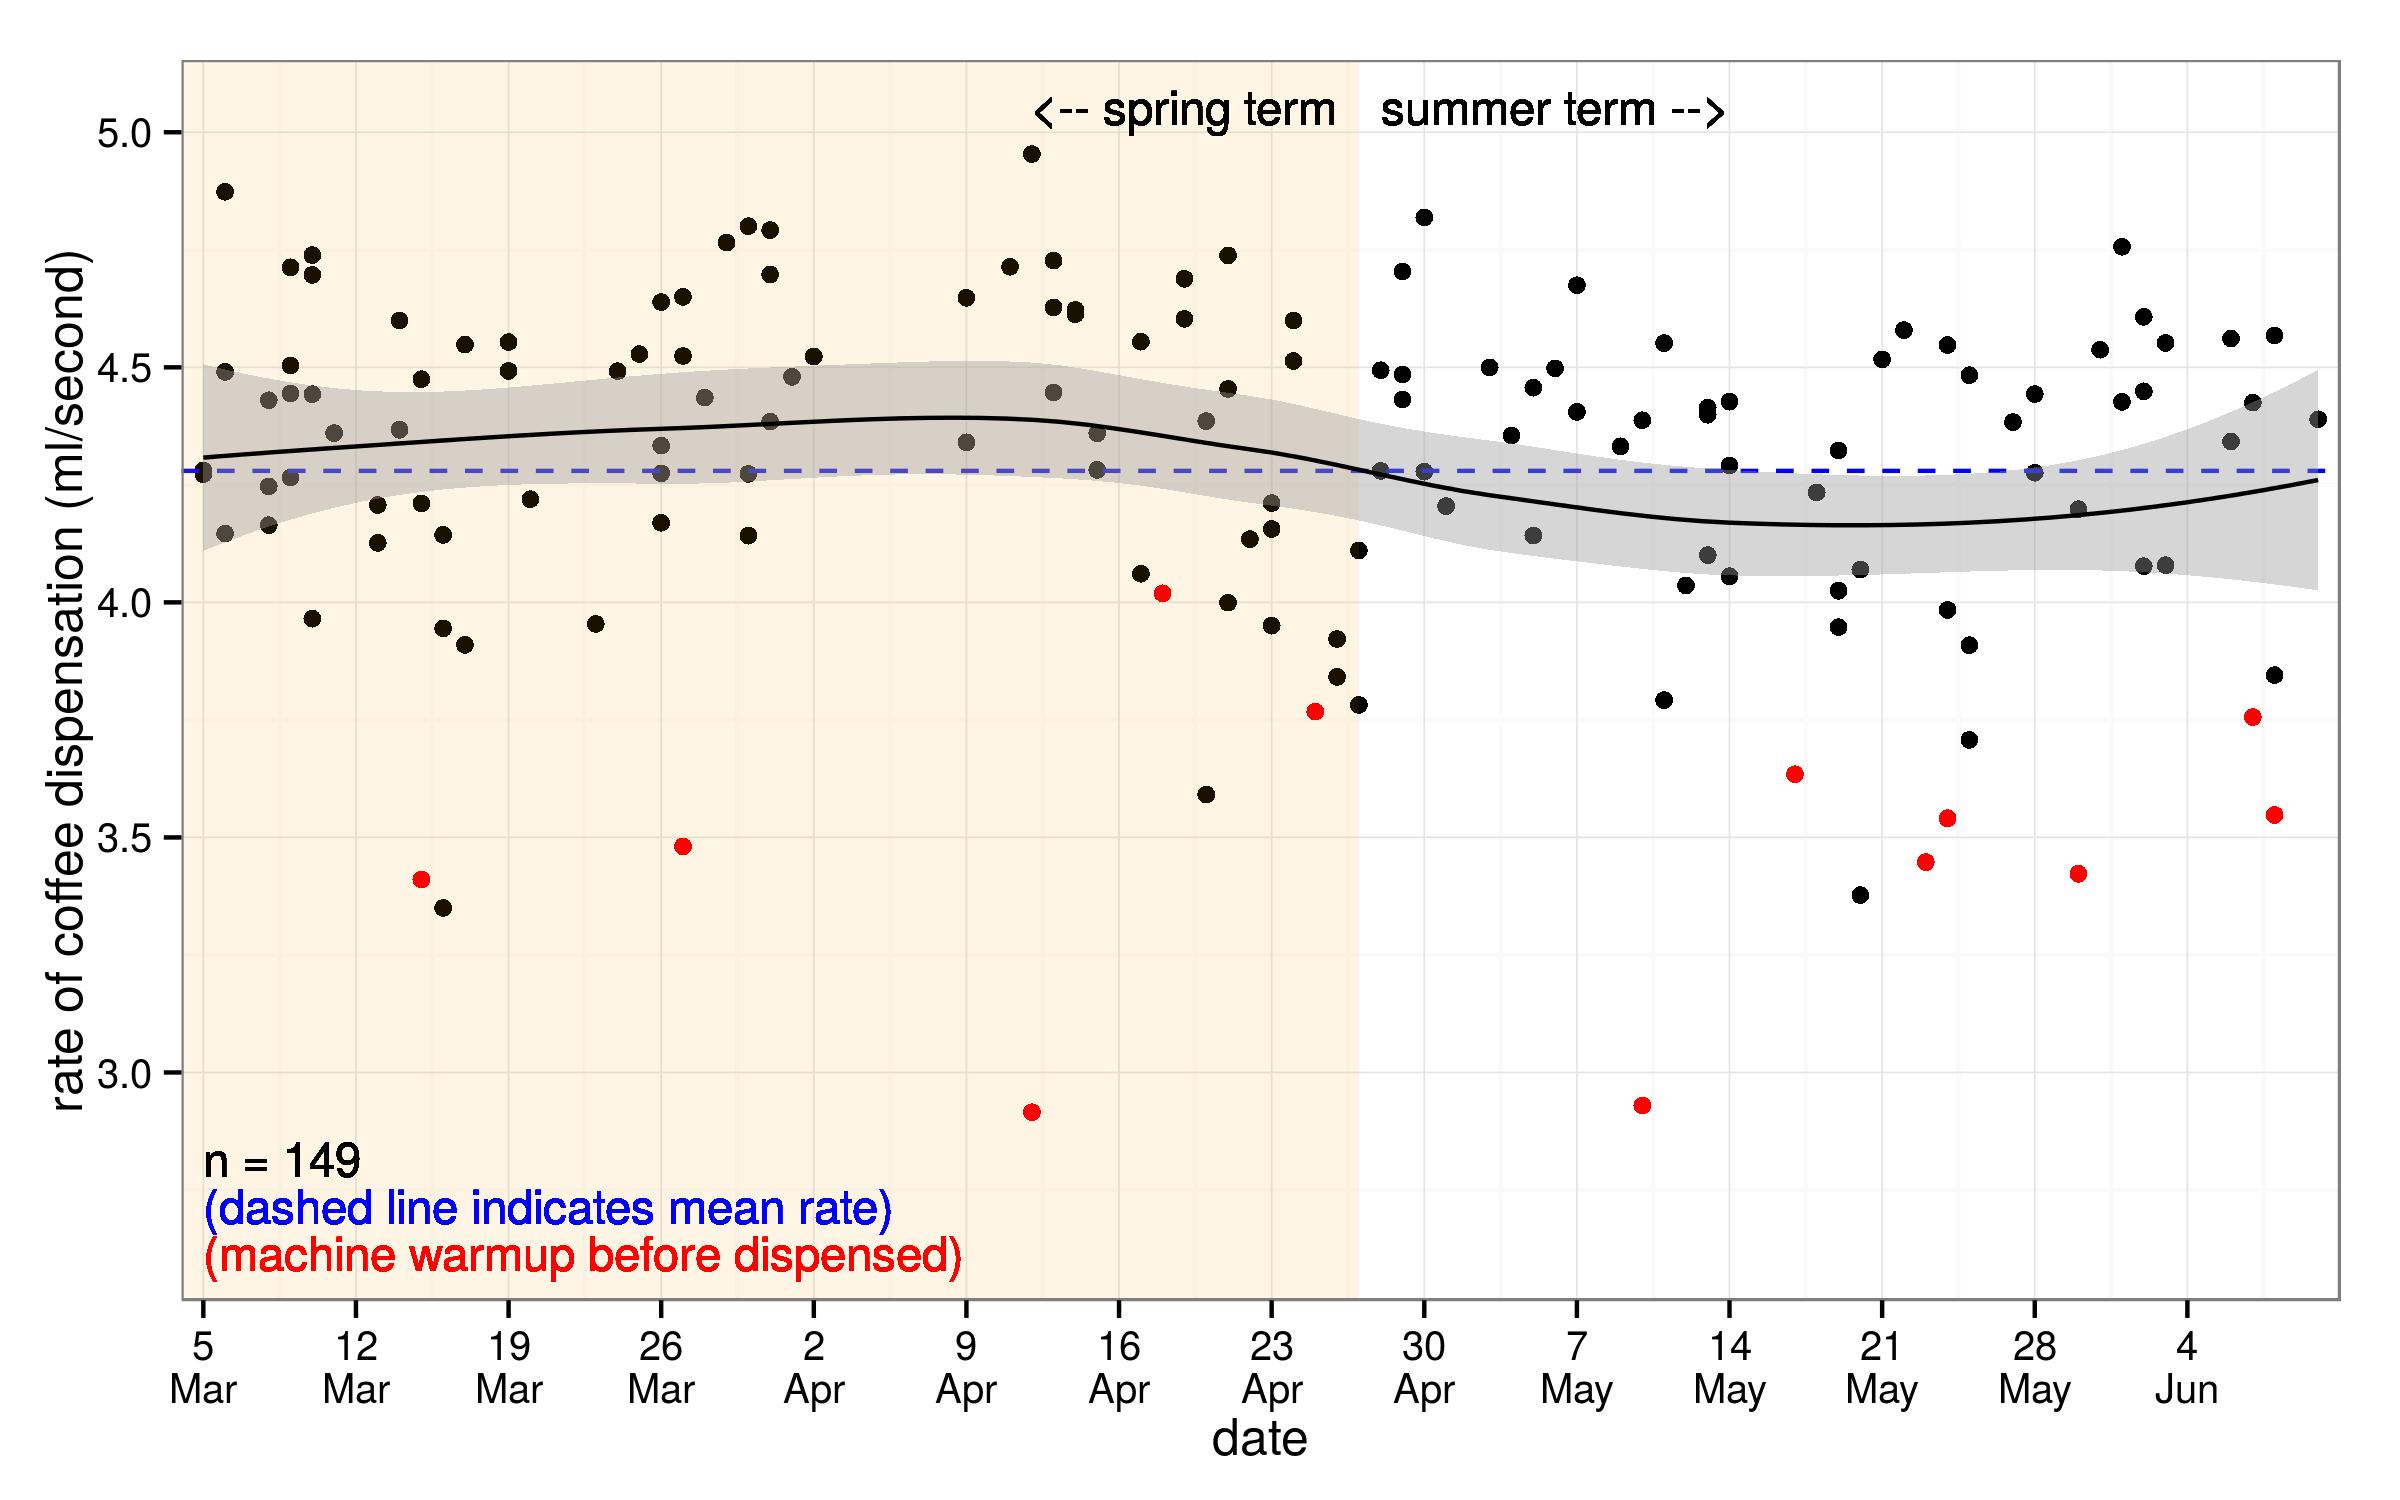 <-- spring term summer term -->
5.0
4.5
4.0
3.5
3.0
rate of coffee dispensation (ml/second)
n = 149
(dashed line indicates mean rate)
(machine warmup before dispensed)
5 12 19 26 2 9 16 23 30 7 14 21 28 4
Mar Mar Mar Mar Apr Apr Apr Apr Apr May May May May Jun
date